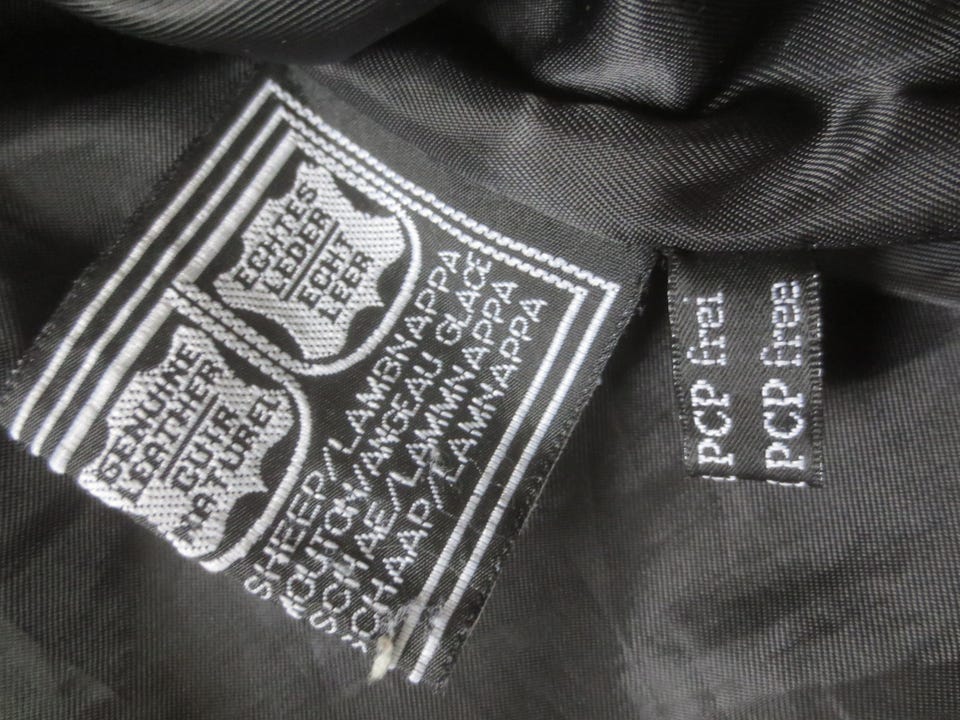 GENUINE
LEATHER
CUIR
NATUREL
ECHTES
LEDER
ECHT
LEER
SHEEP/LAMBNAPPA
MOUTON/ANGEAU GLACE
SCHAF/LAMMNAPPA
SCHAAP/LAMNAPPA
PCP frei
PCP free